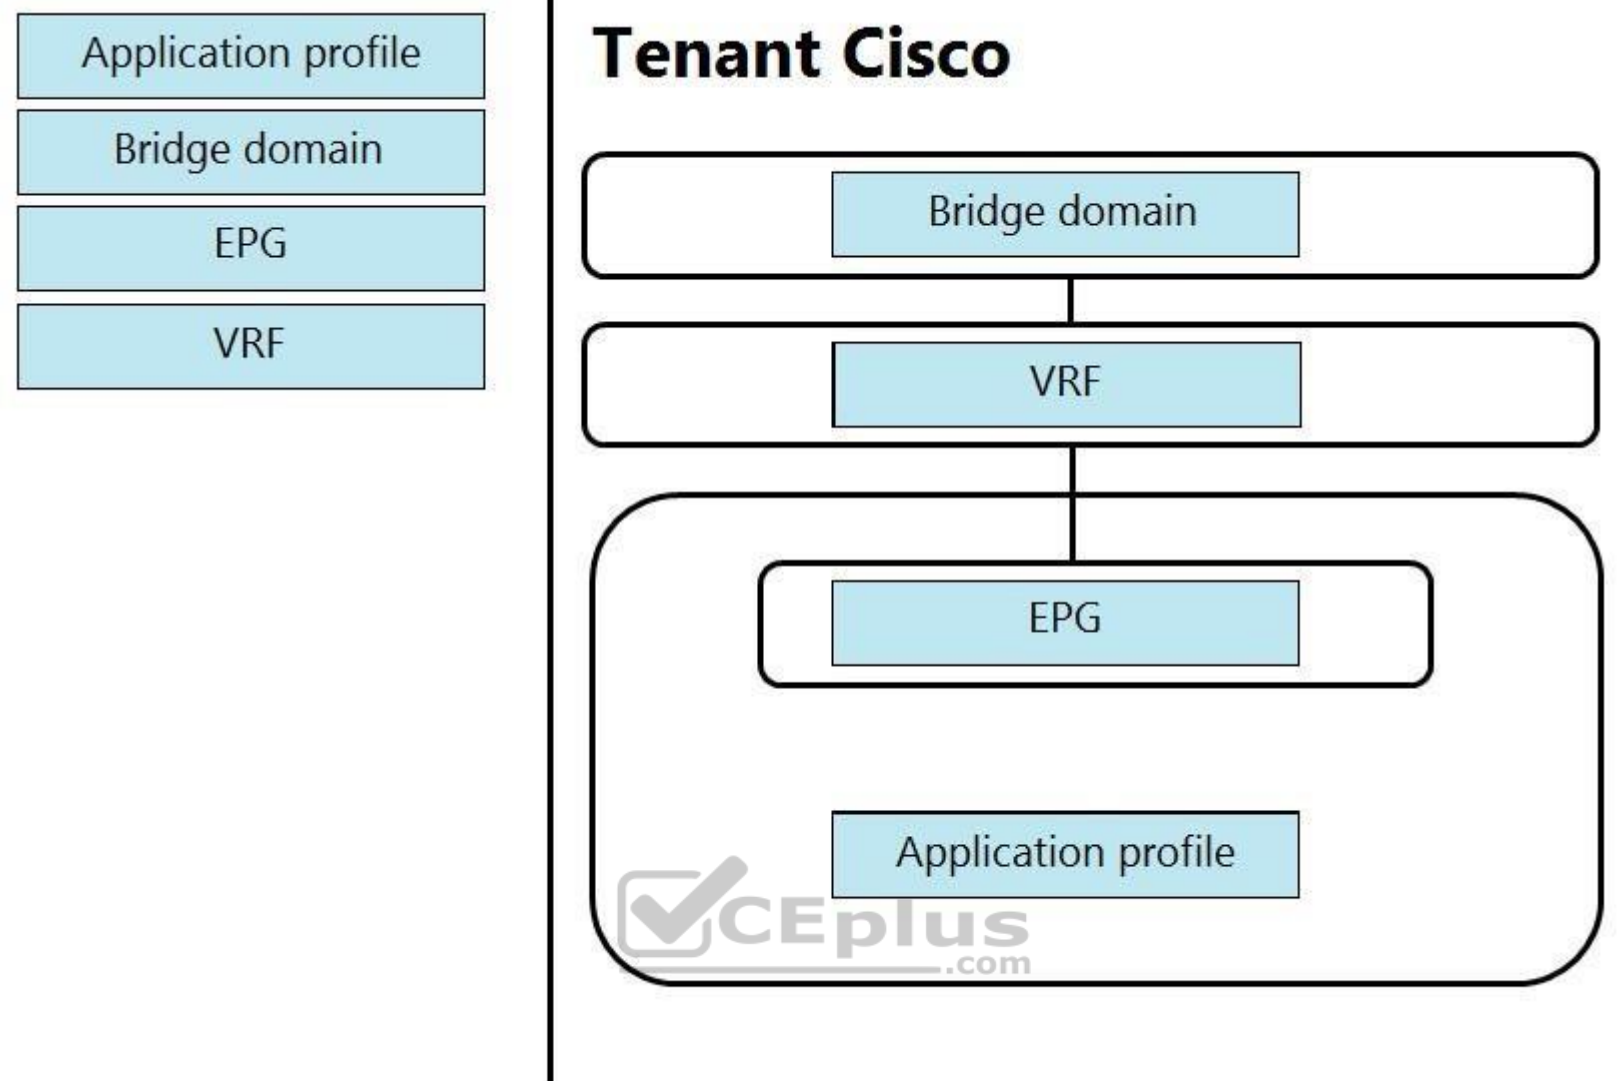 Application profile
Bridge domain
EPG
VRF
Tenant Cisco
Bridge domain
VRF
EPG
Application profile
CEplus
.com